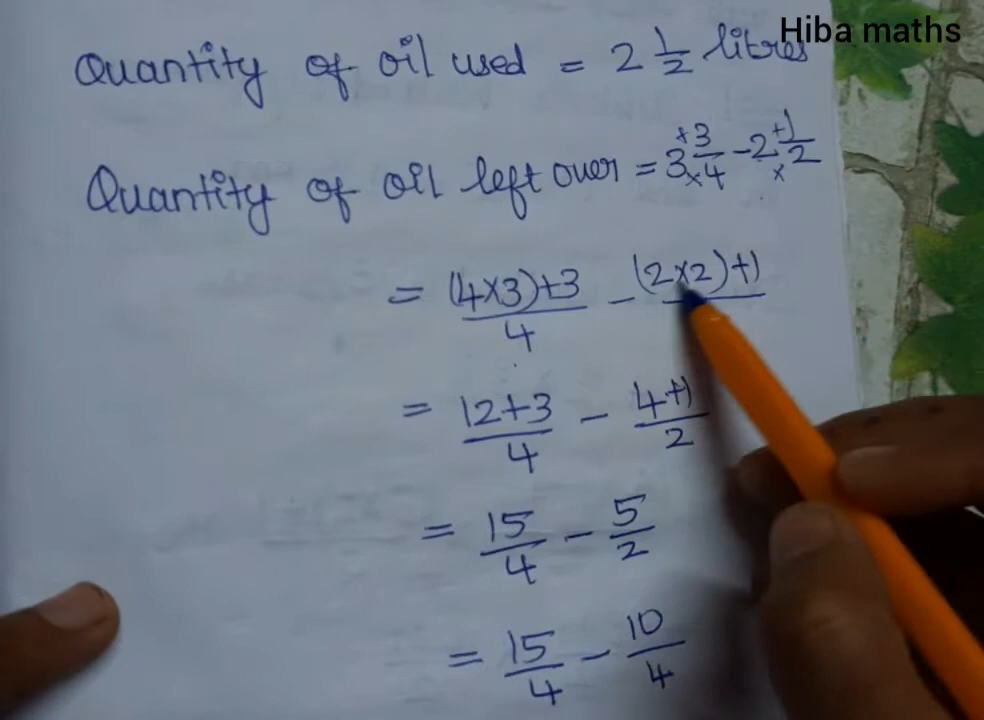 Hiba maths
Quantity of oil used = 2 1/2 litres
Quantity of oil left over = 3 + 3/× 4 - 2 + 1/× 2
= (4×3)+3/4 - (2×2)+1/
= 12+3/4 - 4+1/2
= 15/4 - 5/2
= 15/4 - 10/4